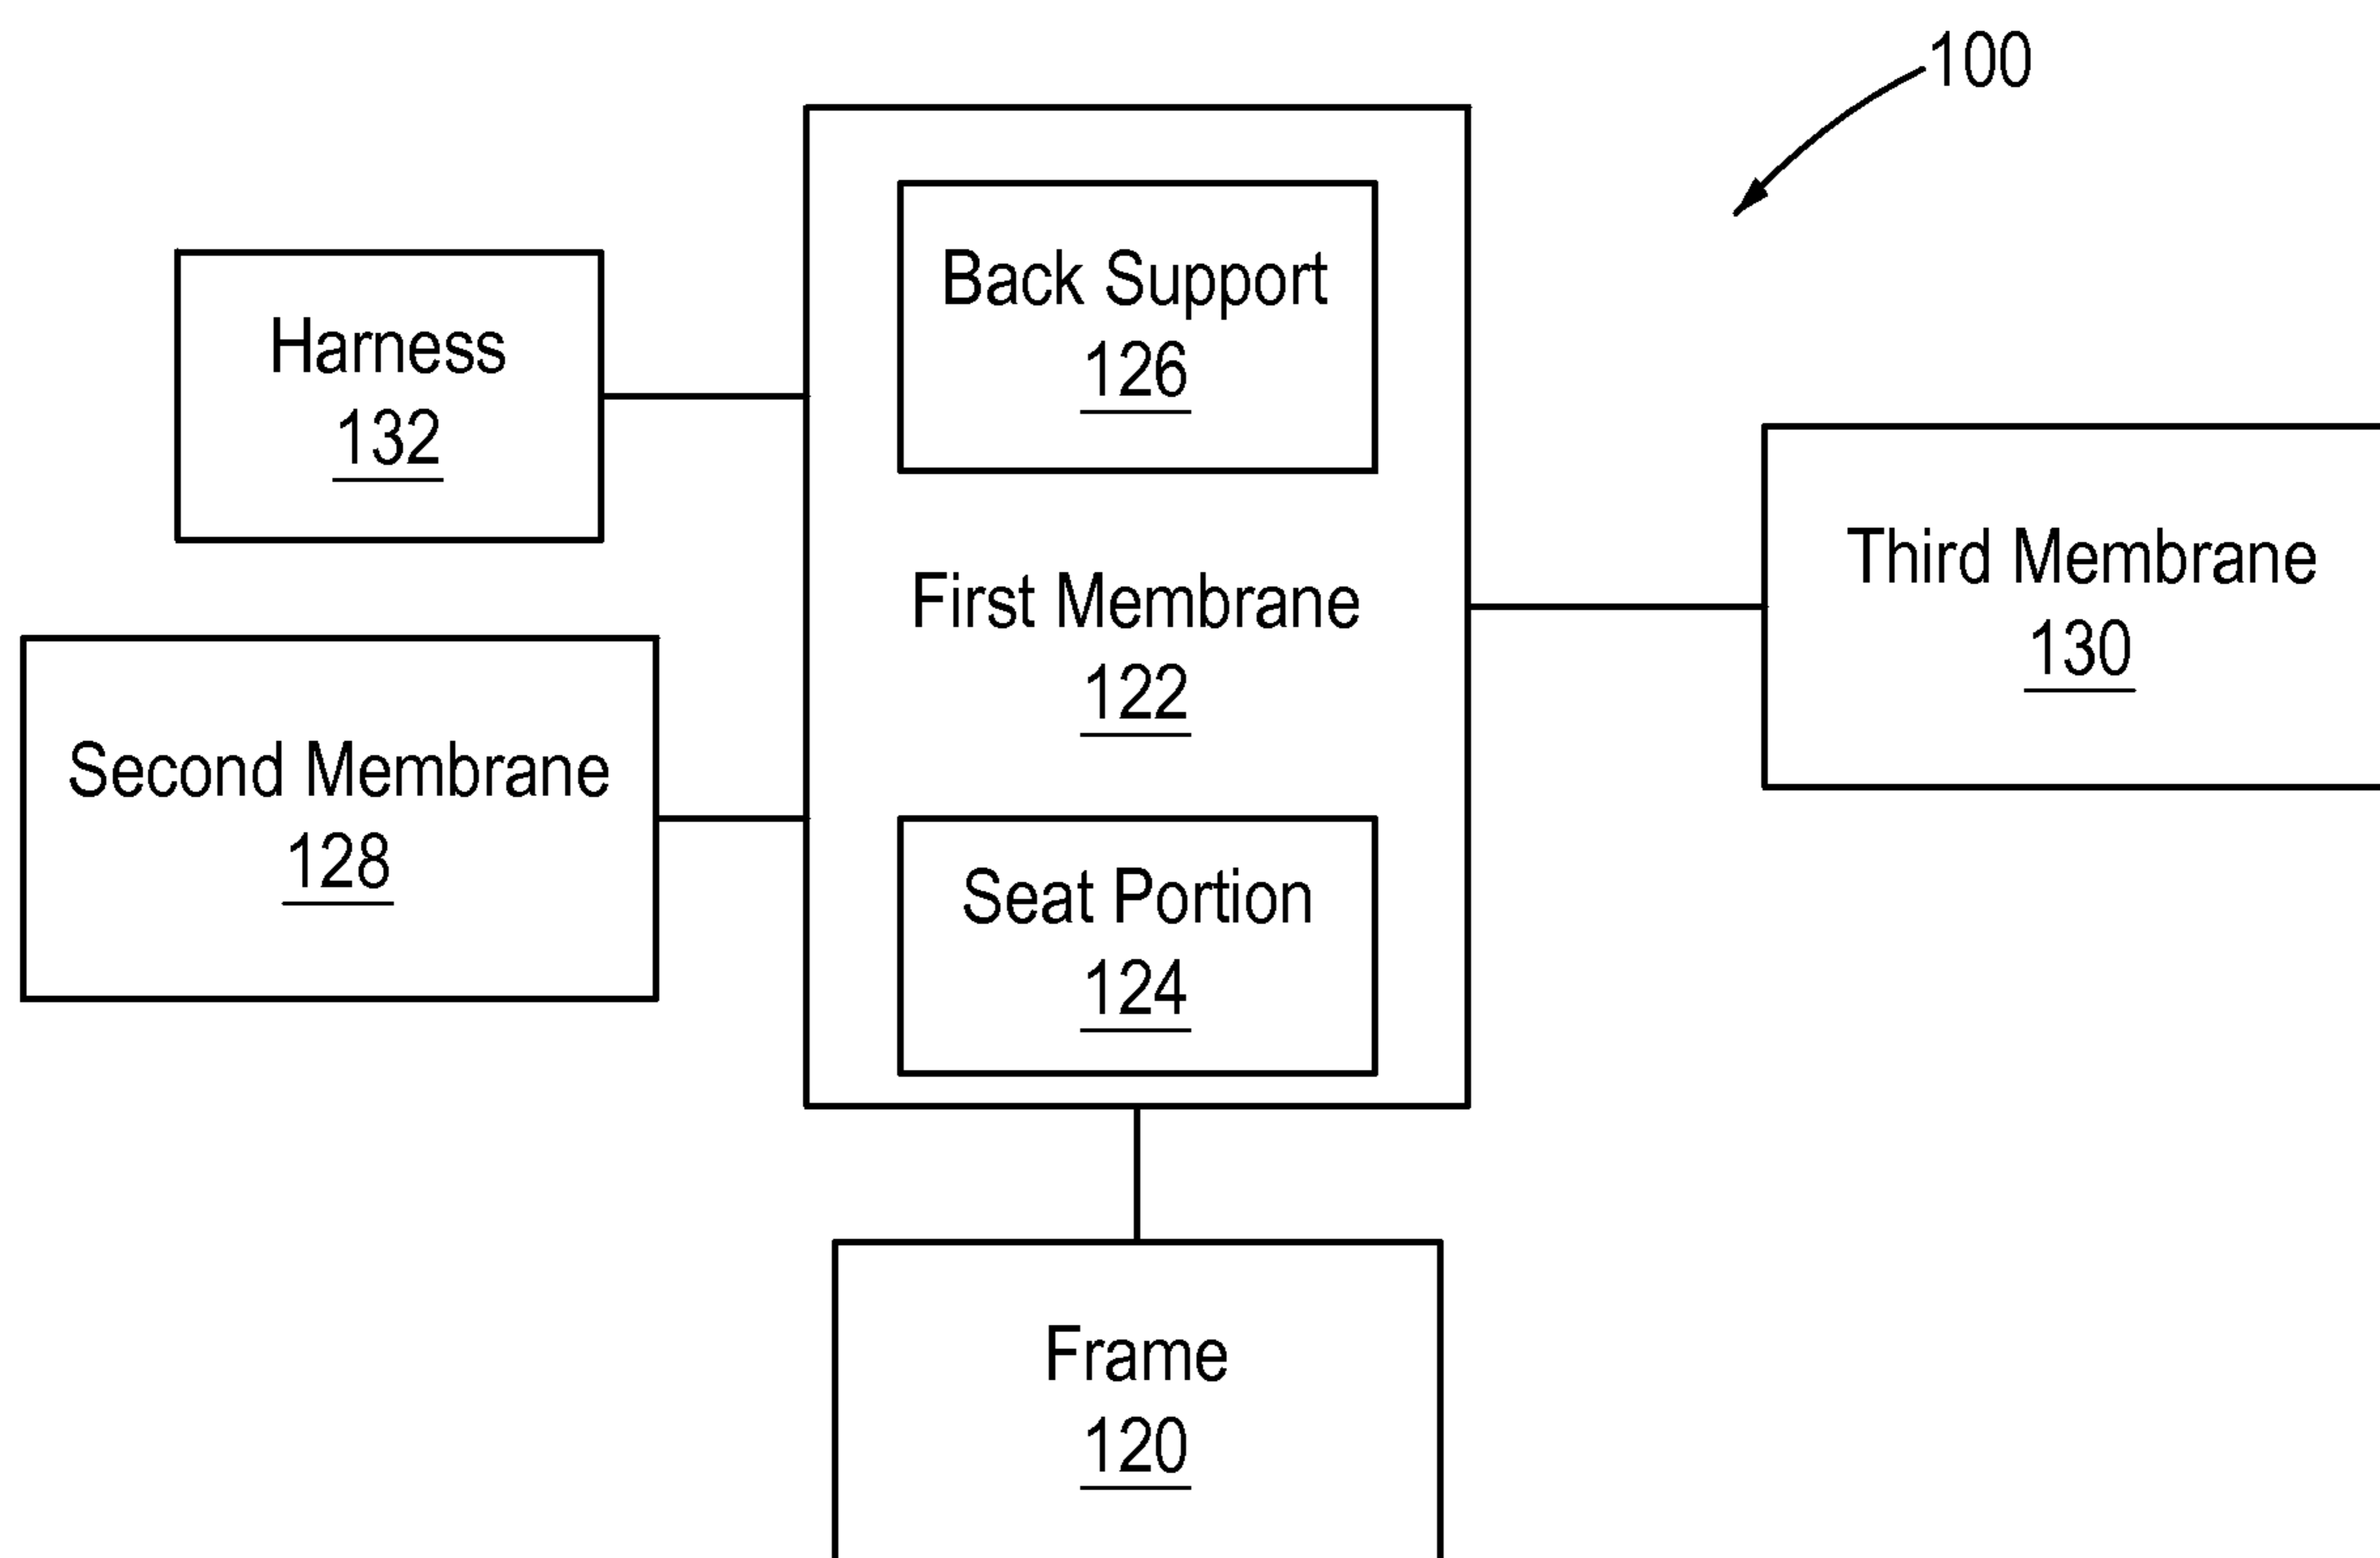 100
Back Support
126
Harness
132
First Membrane
122
Third Membrane
130
Second Membrane
128
Seat Portion
124
Frame
120